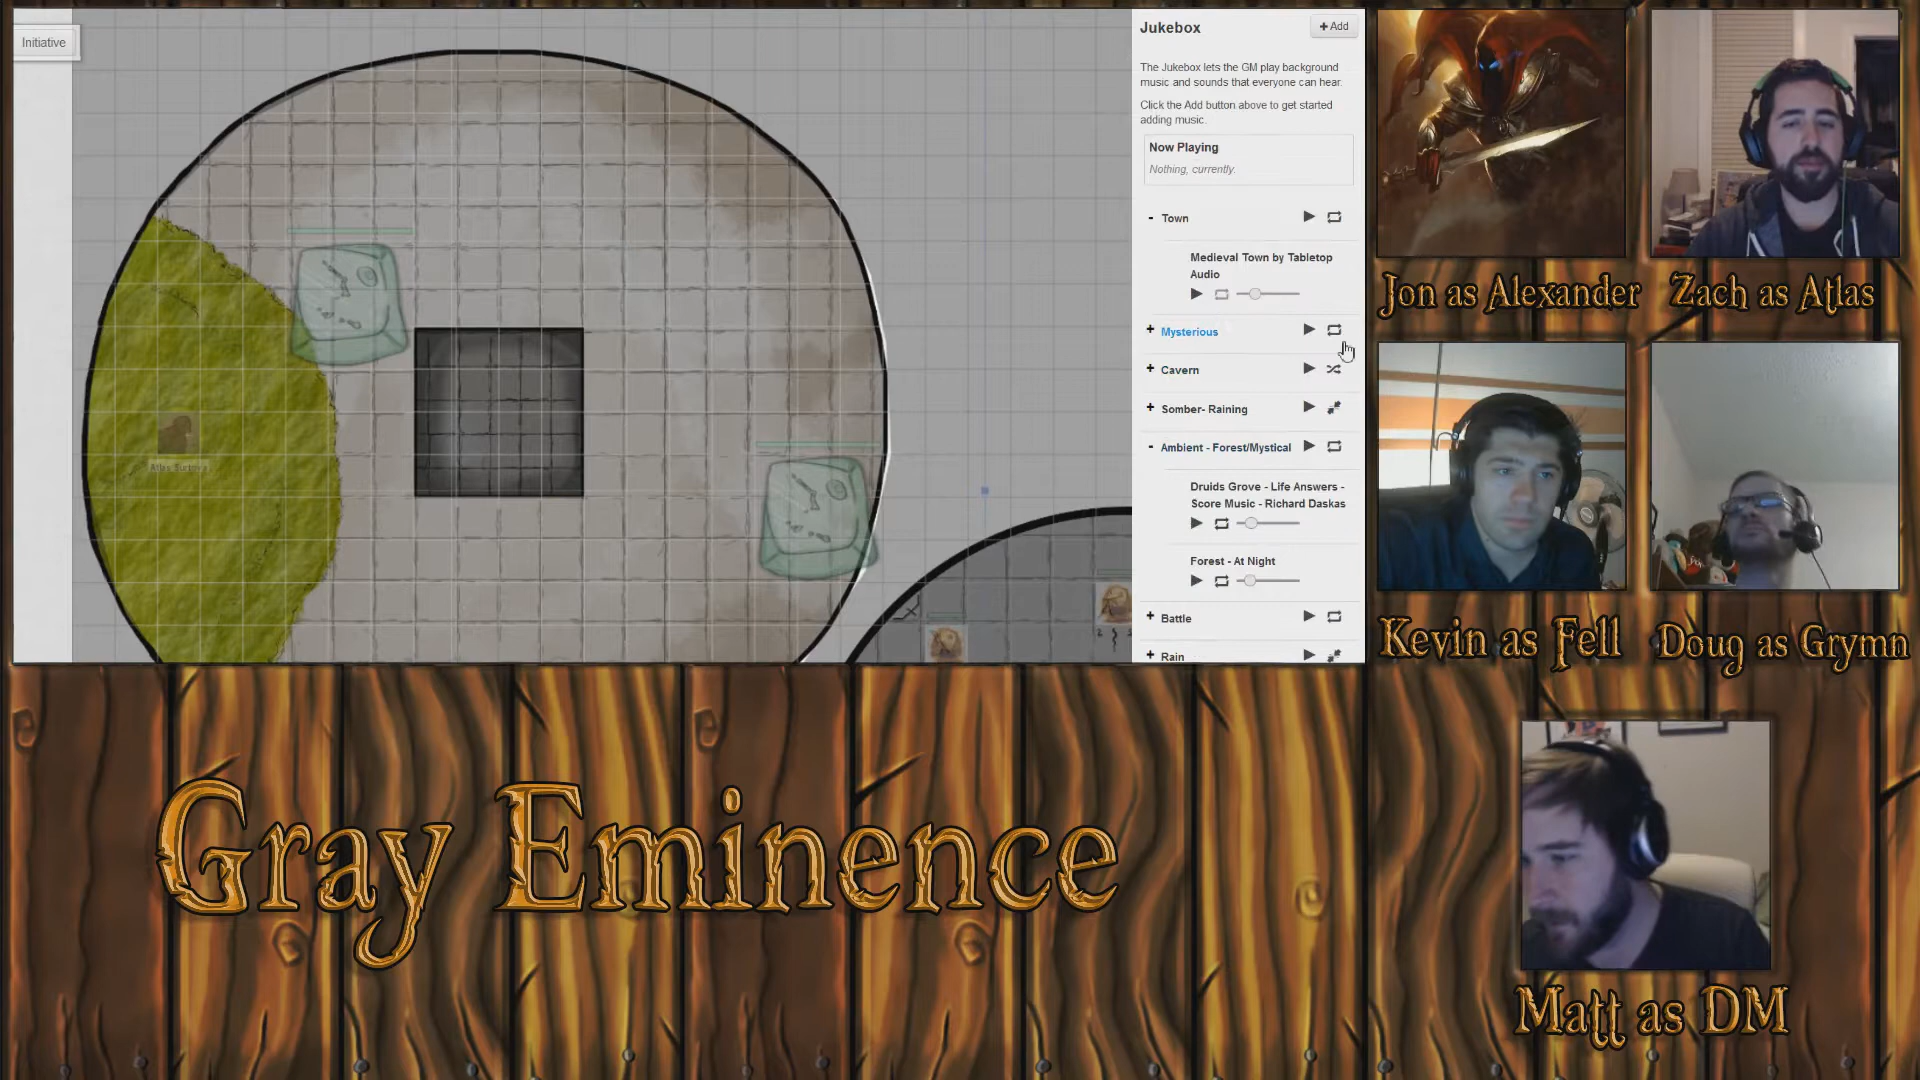 Initiative
Jukebox
+ Add
The Jukebox lets the GM play background
music and sounds that everyone can hear.
Click the Add button above to get started
adding music.
Now Playing
Nothing, currently.
- Town
Medieval Town by Tabletop
Audio
+ Mysterious
+ Cavern
+ Somber- Raining
- Ambient - Forest/Mystical
Druids Grove - Life Answers -
Score Music - Richard Daskas
Forest - At Night
+ Battle
+ Rain
Jon as Alexander
Zach as Atlas
Kevin as Fell
Doug as Grymn
Gray Eminence
Matt as DM